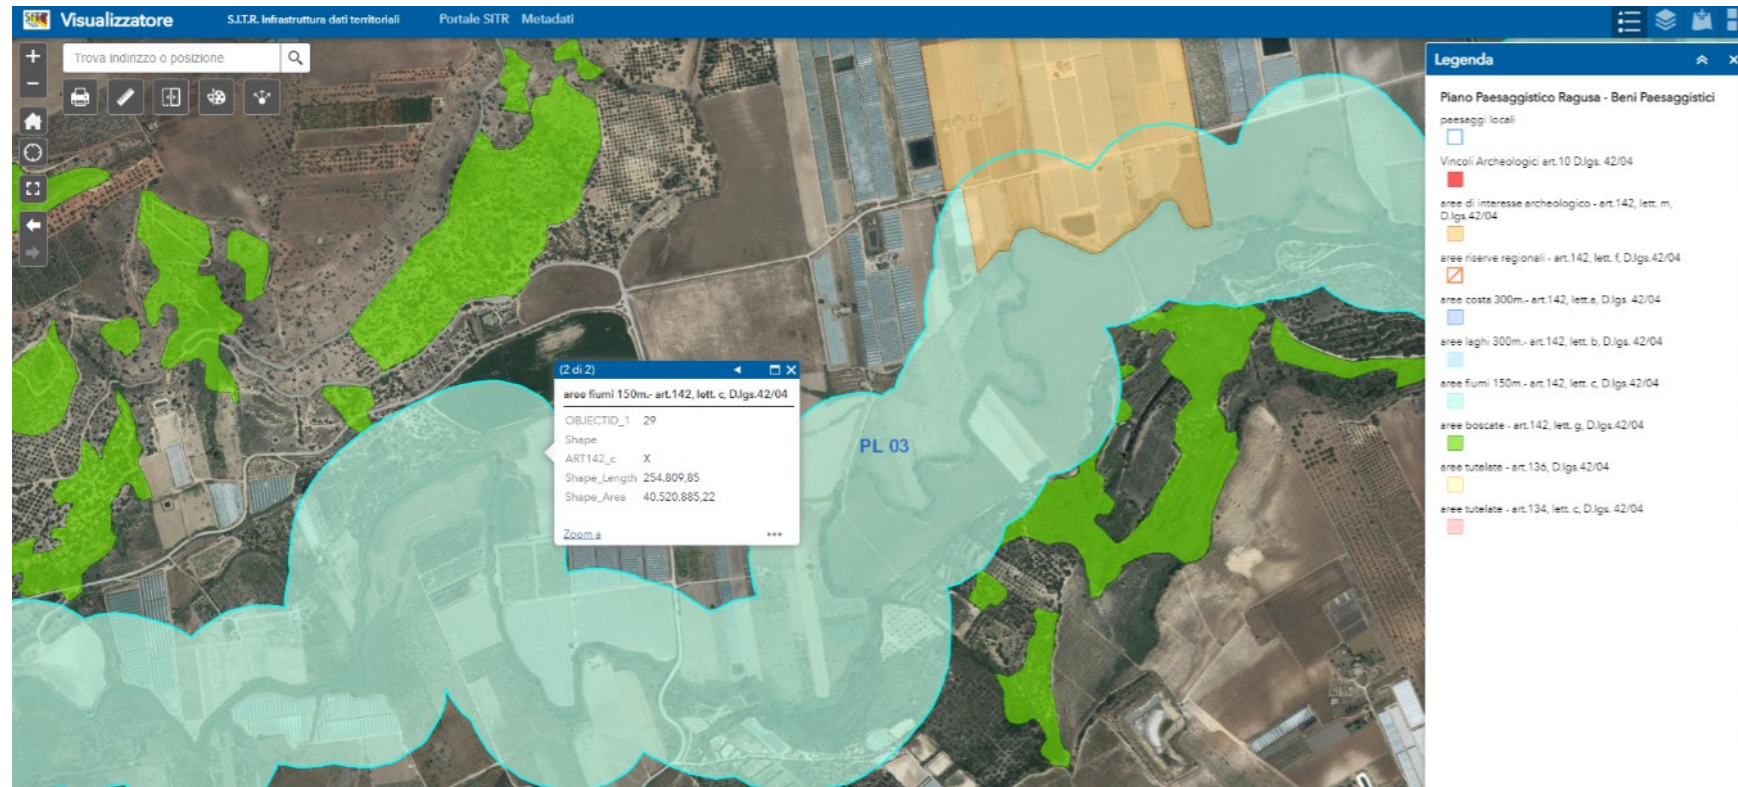 SITR Visualizzatore S.I.T.R. Infrastruttura dati territoriali Portale SITR Metadati
Trova indirizzo o posizione
Legenda
Piano Paesaggistico Ragusa - Beni Paesaggistici
paesaggi locali
Vincoli Archeologici art.10 D.lgs. 42/04
aree di interesse archeologico - art.142, lett. m,
D.lgs.42/04
aree riserve regionali - art.142, lett. f, D.lgs.42/04
aree costa 300m.- art.142, lett.a, D.lgs. 42/04
aree laghi 300m.- art.142, lett. b, D.lgs. 42/04
aree fiumi 150m.- art.142, lett. c, D.lgs.42/04
aree boscate - art.142, lett. g, D.lgs.42/04
aree tutelate - art.136, D.lgs.42/04
aree tutelate - art.134, lett. c, D.lgs. 42/04
(2 di 2)
aree fiumi 150m.- art.142, lett. c, D.lgs.42/04
OBJECTID_1 29
Shape
ART142_c X
Shape_Length 254.809,85
Shape_Area 40.520.885,22
Zoom a
PL 03